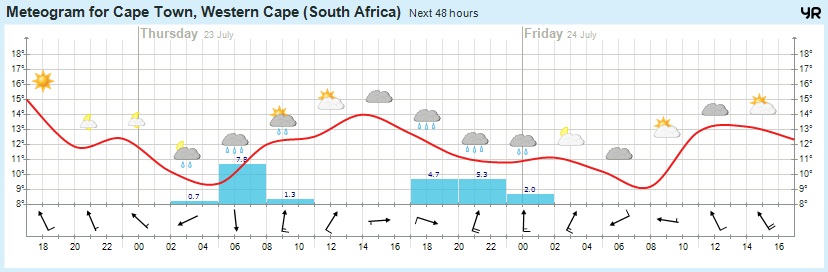 Meteogram for Cape Town, Western Cape (South Africa) Next 48 hours
YR
Thursday 23 July Friday 24 July
18° 18°
17° 17°
16° 16°
15° 15°
14° 14°
13° 13°
12° 12°
11° 11°
10° 10°
9° 9°
8° 8°
0.7 7.8 1.3 4.7 5.3 2.0
18 20 22 00 02 04 06 08 10 12 14 16 18 20 22 00 02 04 06 08 10 12 14 16